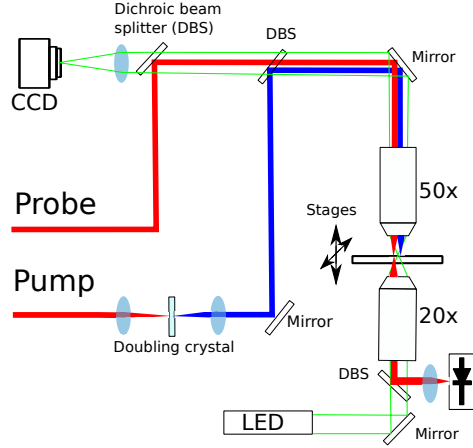 Dichroic beam
splitter (DBS)
DBS
Mirror
CCD
50x
Probe
Stages
Pump
20x
Mirror
Doubling crystal
DBS
LED
Mirror